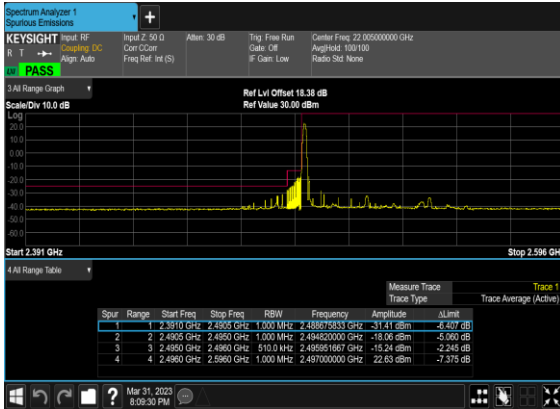 Spectrum Analyzer 1
Spurious Emissions
+
KEYSIGHT Input: RF Input Z: 50 Ω Atten: 30 dB Trig: Free Run Center Freq: 22.005000000 GHz
R T Coupling: DC Corr CCorr Gate: Off Avg|Hold: 100/100
Align: Auto Freq Ref: Int (S) IF Gain: Low Radio Std: None
PASS
3 All Range Graph
Ref Lvl Offset 18.38 dB
Scale/Div 10.0 dB Ref Value 30.00 dBm
Log
20.0
10.0
0.00
-10.0
-20.0
-30.0
-40.0
-50.0
-60.0
Start 2.391 GHz Stop 2.596 GH
4 All Range Table
Measure Trace Trace 1
Trace Type Trace Average (Active)
Spur Range Start Freq Stop Freq RBW Frequency Amplitude ΔLimit
1 1 2.3910 GHz 2.4905 GHz 1.000 MHz 2.488675833 GHz -31.41 dBm -6.407 dB
2 2 2.4905 GHz 2.4950 GHz 1.000 MHz 2.494820000 GHz -18.06 dBm -5.060 dB
3 3 2.4950 GHz 2.4960 GHz 510.0 kHz 2.495951667 GHz -15.24 dBm -2.245 dB
4 4 2.4960 GHz 2.5960 GHz 1.000 MHz 2.497000000 GHz 22.63 dBm -7.375 dB
? Mar 31, 2023
8:09:30 PM